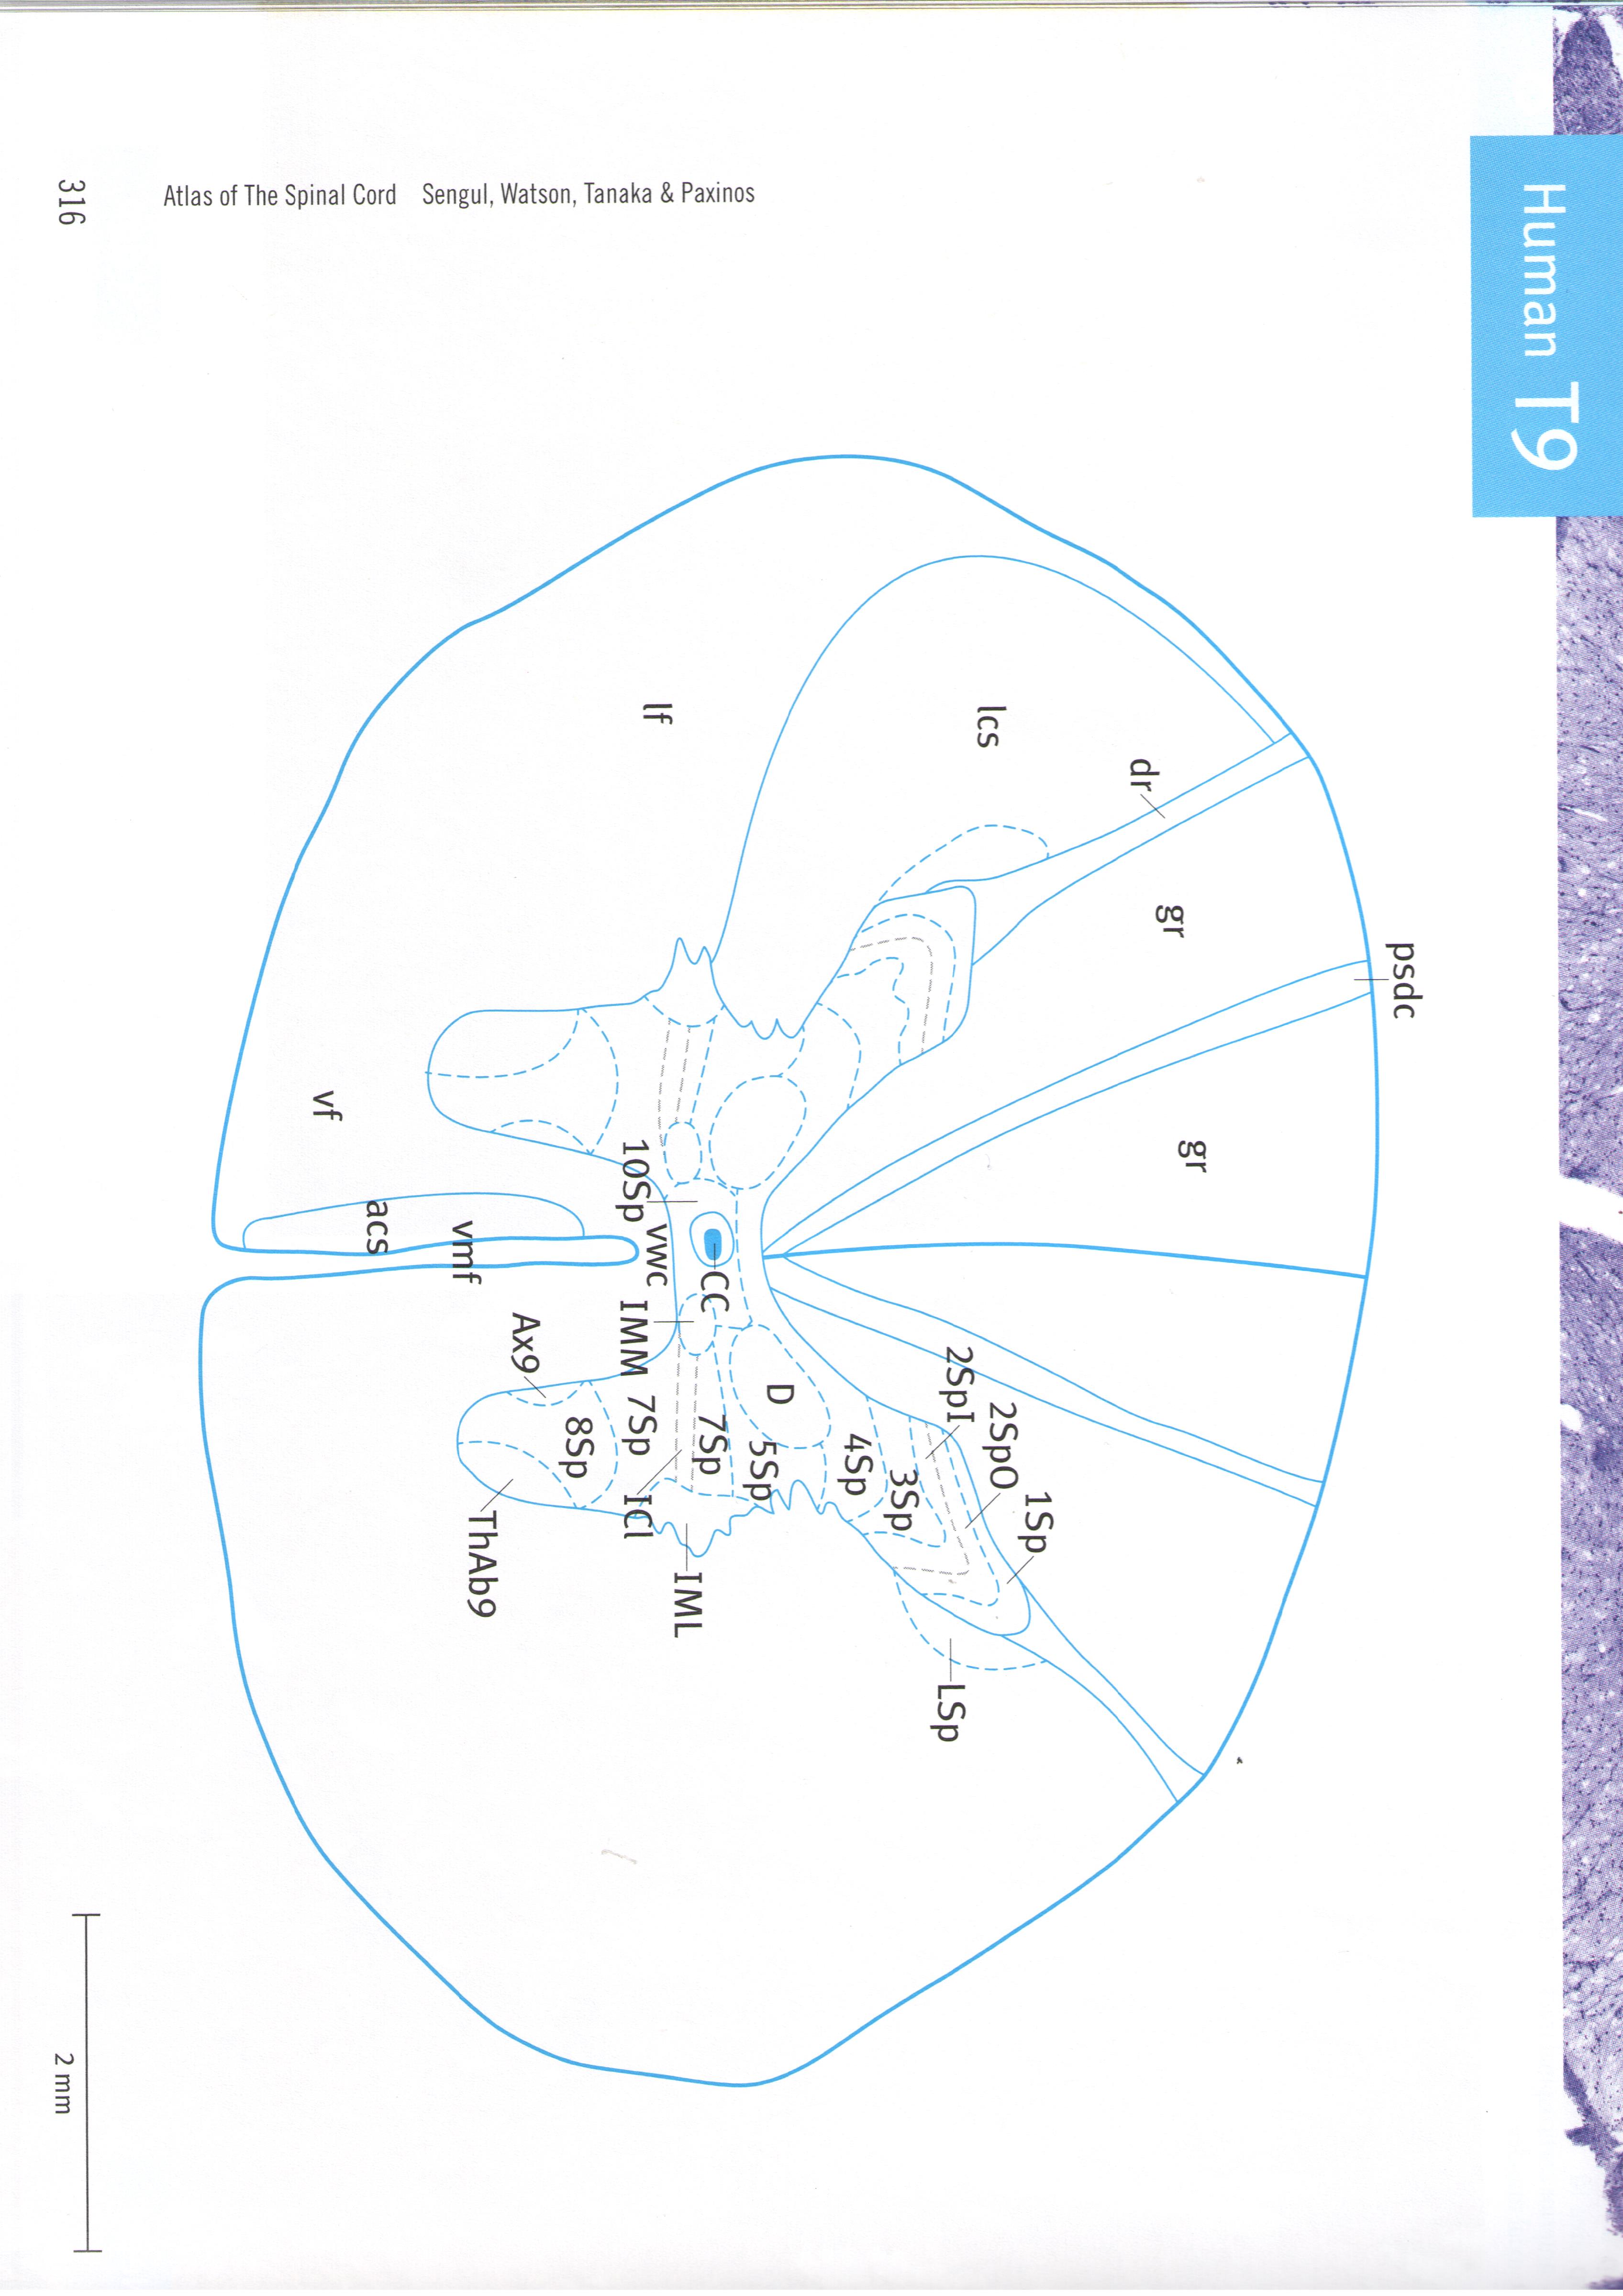 Human T9
psdc
gr
gr
dr
lcs
lf
1Sp
2SpO
2SpI
3Sp
4Sp
LSp
D
5Sp
7Sp
CC
IML
10Sp
vwc
IMM
7Sp
ICl
8Sp
Ax9
ThAb9
vmf
acs
vf
2 mm
316
Atlas of The Spinal Cord Sengul, Watson, Tanaka & Paxinos